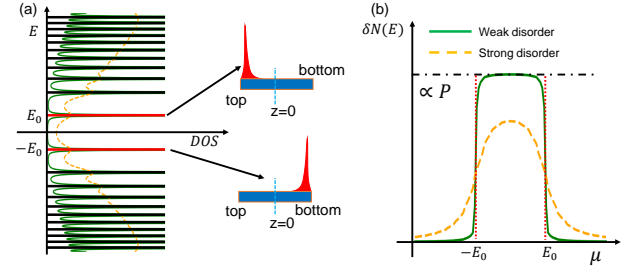 (a)
E
E₀
−E₀
DOS
bottom
top
z=0
top
bottom
z=0
(b)
δN(E)
Weak disorder
Strong disorder
∝ P
−E₀
E₀
μ